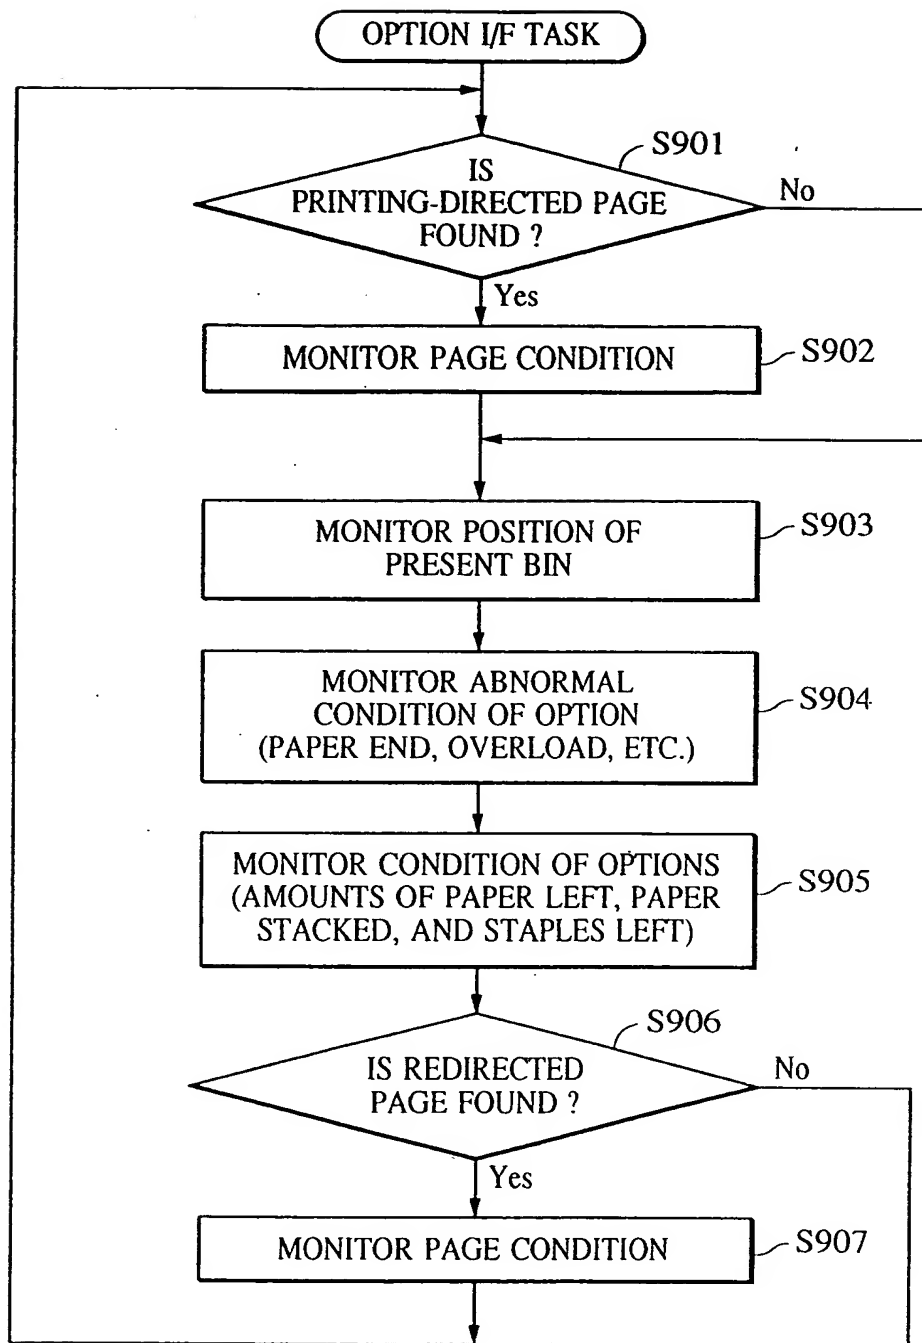 OPTION I/F TASK
S901
IS
PRINTING-DIRECTED PAGE
FOUND ?
No
Yes
MONITOR PAGE CONDITION
S902
MONITOR POSITION OF
PRESENT BIN
S903
MONITOR ABNORMAL
CONDITION OF OPTION
(PAPER END, OVERLOAD, ETC.)
S904
MONITOR CONDITION OF OPTIONS
(AMOUNTS OF PAPER LEFT, PAPER
STACKED, AND STAPLES LEFT)
S905
S906
IS REDIRECTED
PAGE FOUND ?
No
Yes
MONITOR PAGE CONDITION
S907